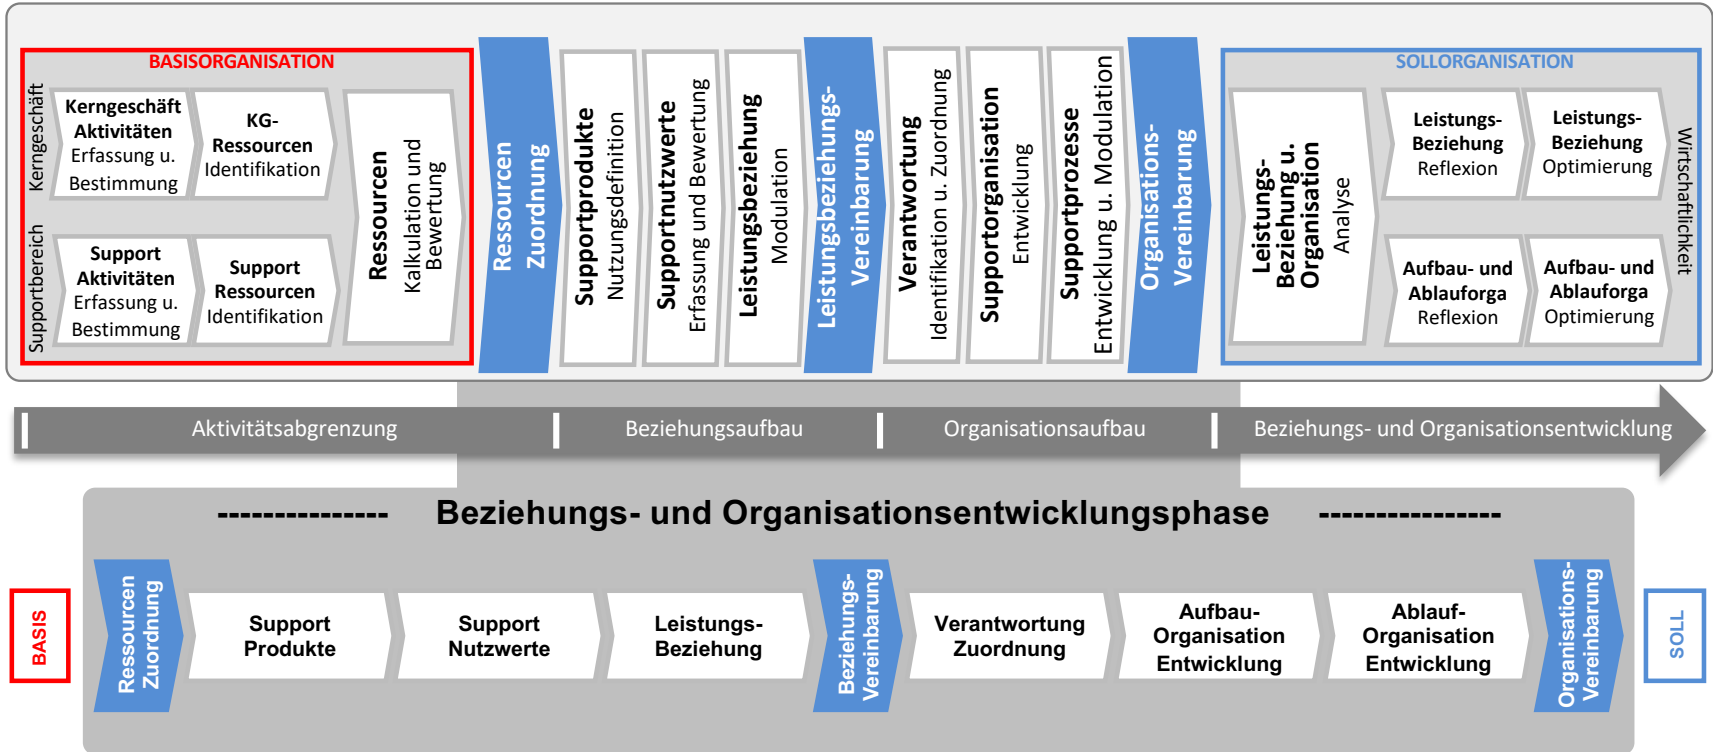 BASISORGANISATION
Kerngeschäft
Kerngeschäft
Aktivitäten
Erfassung u.
Bestimmung
KG-
Ressourcen
Identifikation
Supportbereich
Support
Aktivitäten
Erfassung u.
Bestimmung
Support
Ressourcen
Identifikation
Ressourcen
Kalkulation und
Bewertung
Ressourcen
Zuordnung
Supportprodukte
Nutzungsdefinition
Supportnutzwerte
Erfassung und Bewertung
Leistungsbeziehung
Modulation
Leistungsbeziehungs-
Vereinbarung
Verantwortung
Identifikation u. Zuordnung
Supportorganisation
Entwicklung
Supportprozesse
Entwicklung u. Modulation
Organisations-
Vereinbarung
SOLLORGANISATION
Leistungs-
Beziehung u.
Organisation
Analyse
Leistungs-
Beziehung
Reflexion
Leistungs-
Beziehung
Optimierung
Aufbau- und
Ablauforga
Reflexion
Aufbau- und
Ablauforga
Optimierung
Wirtschaftlichkeit
Aktivitätsabgrenzung
Beziehungsaufbau
Organisationsaufbau
Beziehungs- und Organisationsentwicklung
--------------- Beziehungs- und Organisationsentwicklungsphase ----------------
BASIS
Ressourcen
Zuordnung
Support
Produkte
Support
Nutzwerte
Leistungs-
Beziehung
Beziehungs-
Vereinbarung
Verantwortung
Zuordnung
Aufbau-
Organisation
Entwicklung
Ablauf-
Organisation
Entwicklung
Organisations-
Vereinbarung
SOLL